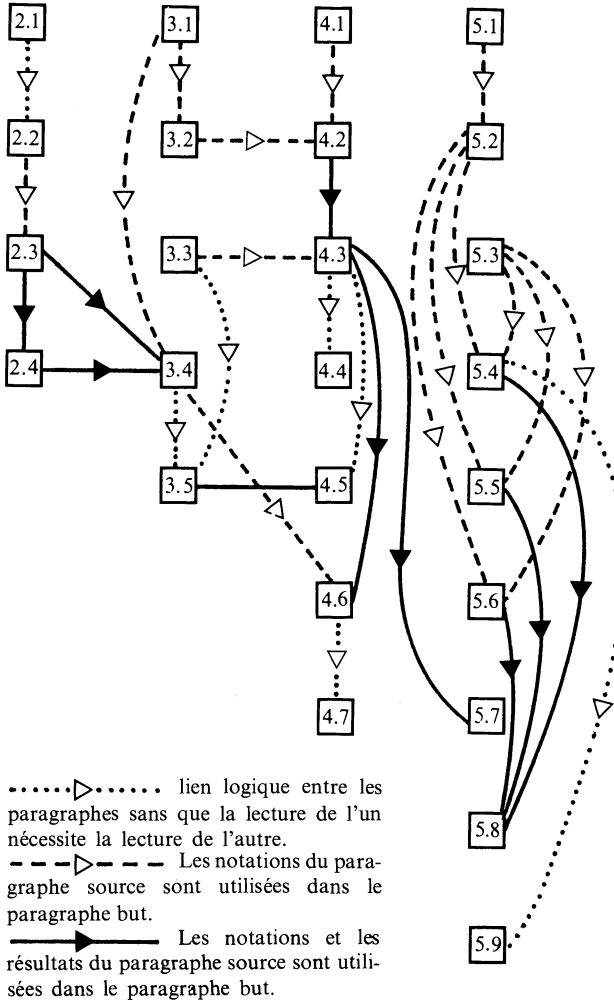 2.1 3.1 4.1 5.1
2.2 3.2 4.2 5.2
2.3 3.3 4.3 5.3
2.4 3.4 4.4 5.4
3.5 4.5 5.5
4.6 5.6
4.7 5.7
5.8
5.9
lien logique entre les
paragraphes sans que la lecture de l'un
nécessite la lecture de l'autre.
Les notations du para-
graphe source sont utilisées dans le
paragraphe but.
Les notations et les
résultats du paragraphe source sont utili-
sées dans le paragraphe but.